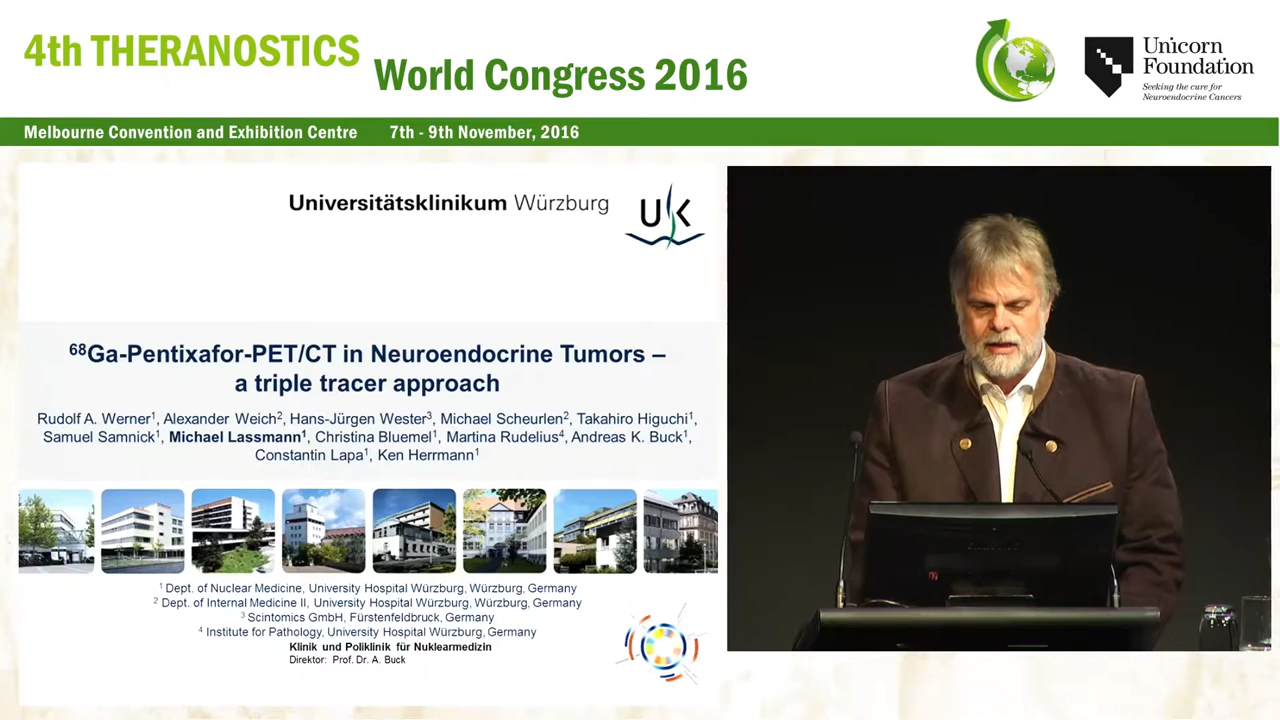 4th THERANOSTICS
World Congress 2016
Unicorn
Foundation
Seeking the cure for
Neuroendocrine Cancers
Melbourne Convention and Exhibition Centre 7th - 9th November, 2016
Universitätsklinikum Würzburg
UK
⁶⁸Ga-Pentixafor-PET/CT in Neuroendocrine Tumors –
a triple tracer approach
Rudolf A. Werner¹, Alexander Weich², Hans-Jürgen Wester³, Michael Scheurlen², Takahiro Higuchi¹,
Samuel Samnick¹, Michael Lassmann¹, Christina Bluemel¹, Martina Rudelius⁴, Andreas K. Buck¹,
Constantin Lapa¹, Ken Herrmann¹
¹ Dept. of Nuclear Medicine, University Hospital Würzburg, Würzburg, Germany
² Dept. of Internal Medicine II, University Hospital Würzburg, Würzburg, Germany
³ Scintomics GmbH, Fürstenfeldbruck, Germany
⁴ Institute for Pathology, University Hospital Würzburg, Germany
Klinik und Poliklinik für Nuklearmedizin
Direktor: Prof. Dr. A. Buck